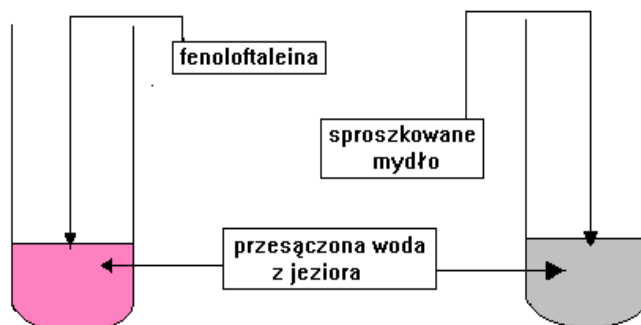 fenoloftaleina
sproszkowane
mydło
przesączona woda
z jeziora